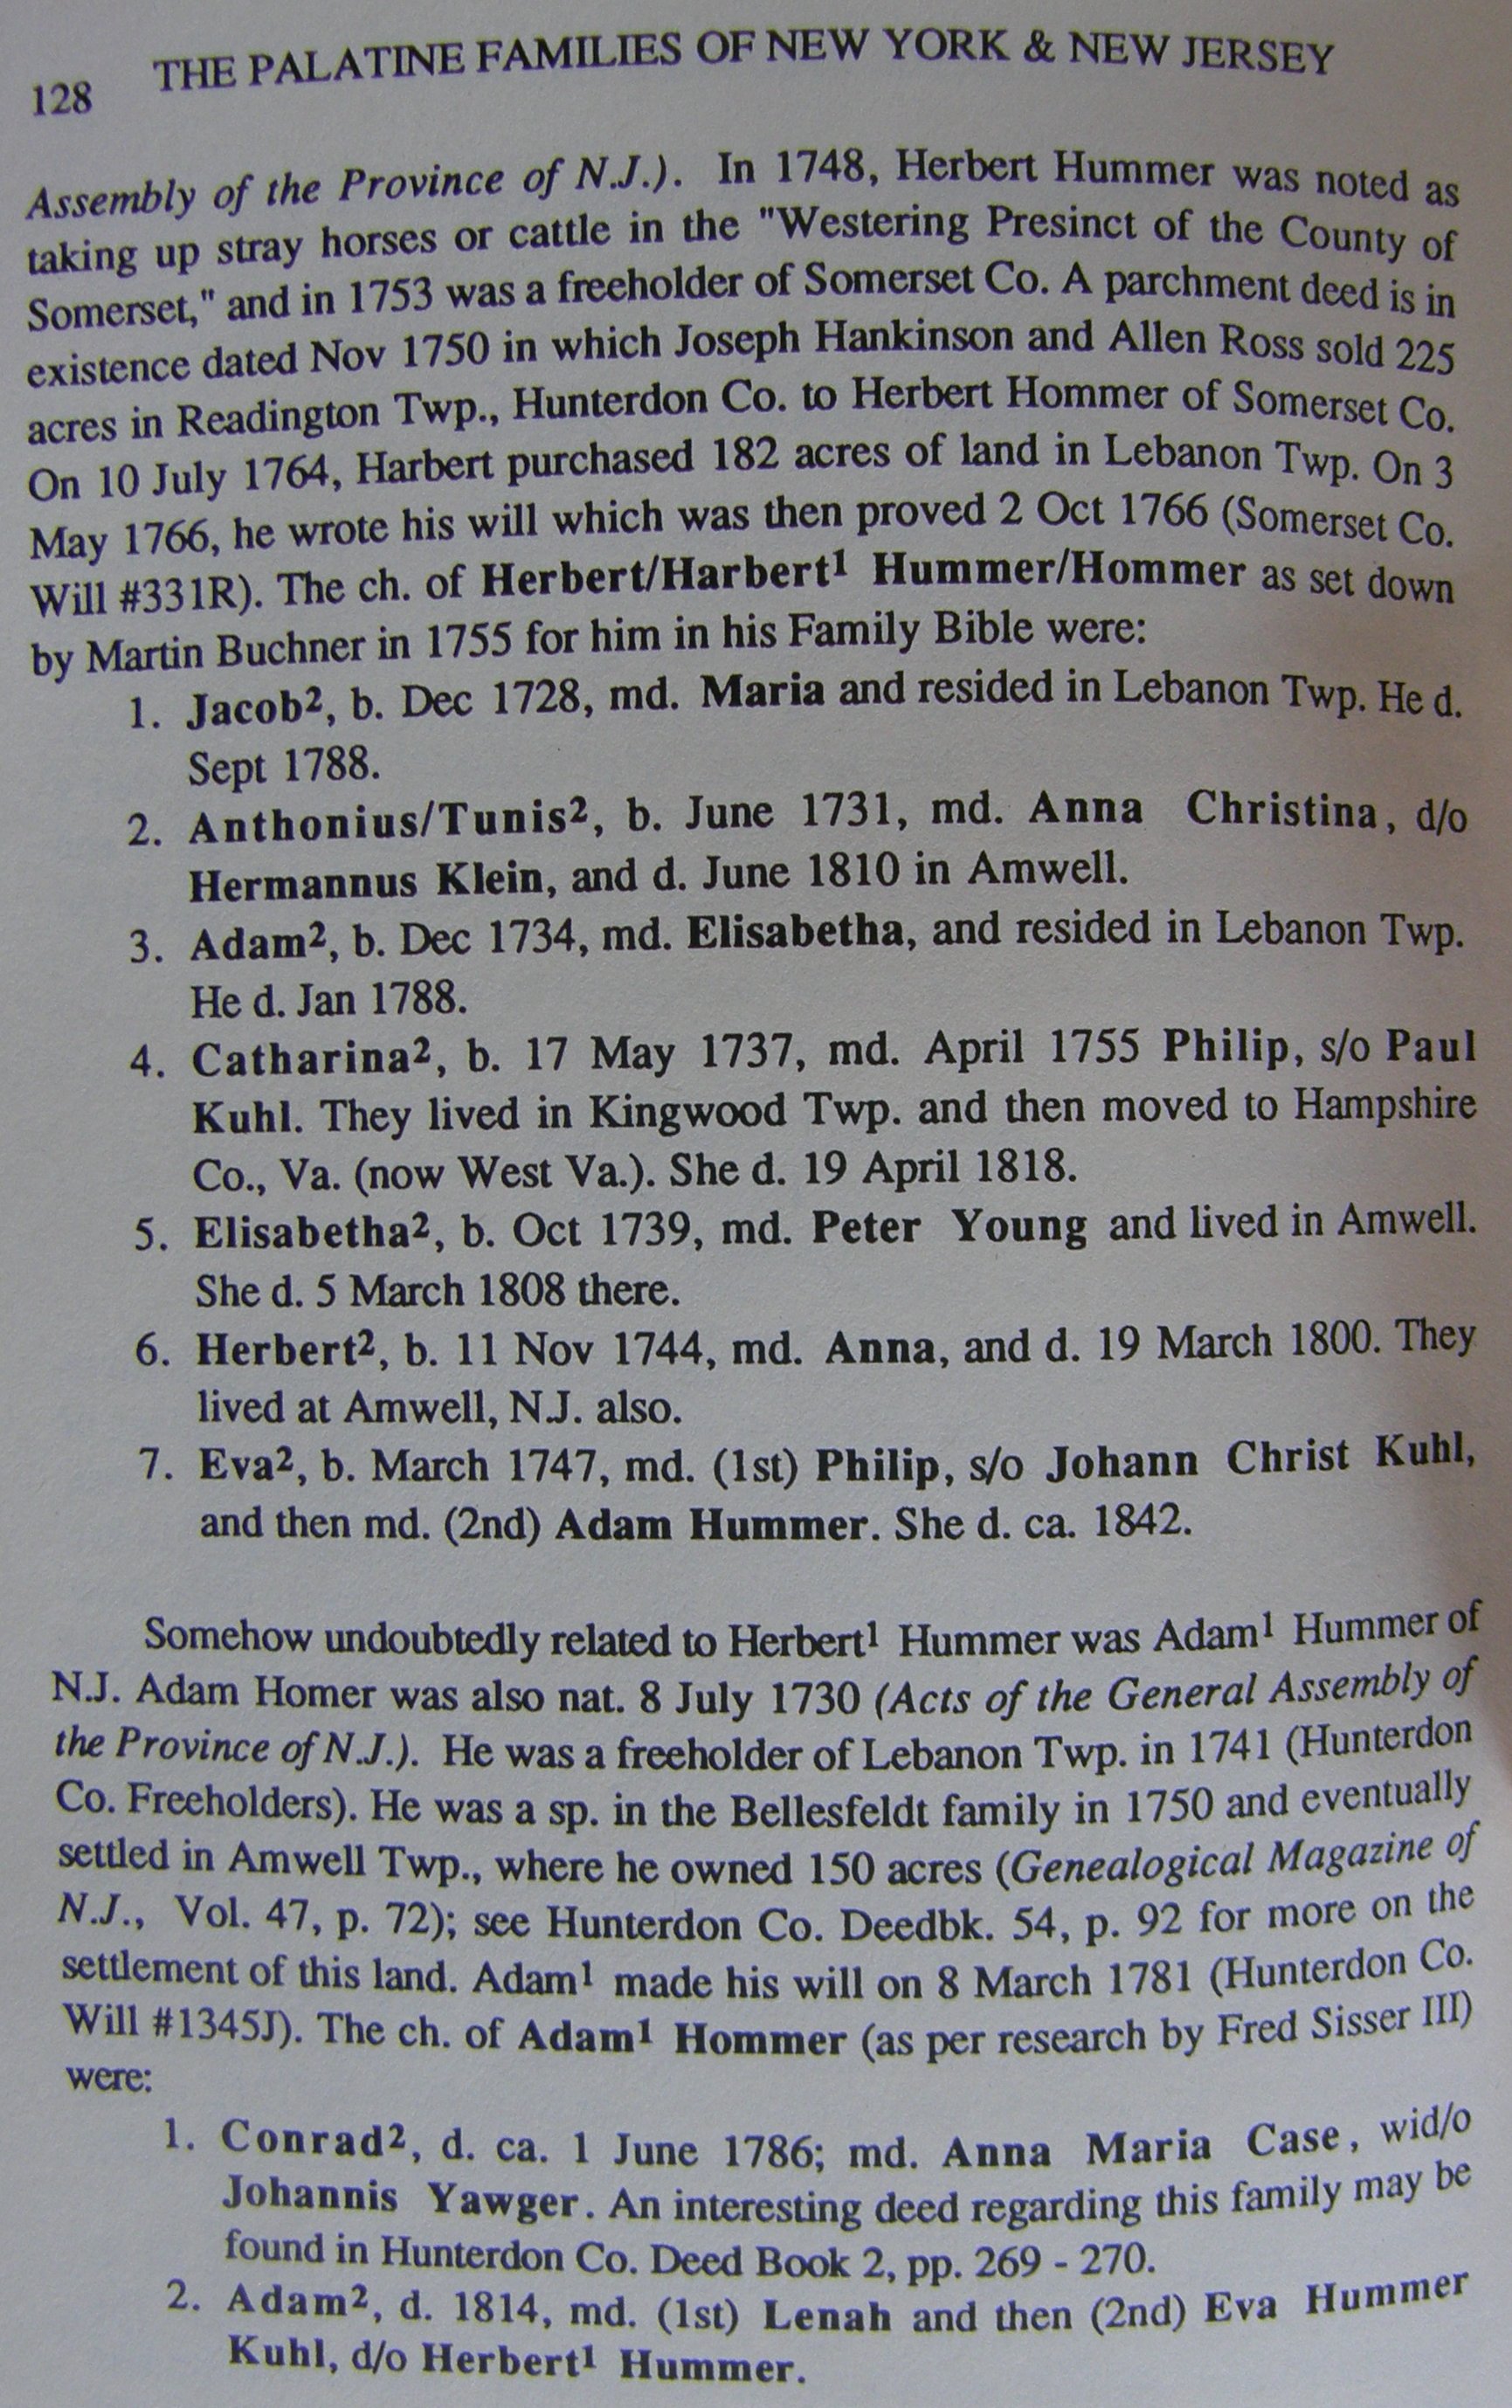 128 THE PALATINE FAMILIES OF NEW YORK & NEW JERSEY
Assembly of the Province of N.J.). In 1748, Herbert Hummer was noted as
taking up stray horses or cattle in the "Westering Presinct of the County of
Somerset," and in 1753 was a freeholder of Somerset Co. A parchment deed is in
existence dated Nov 1750 in which Joseph Hankinson and Allen Ross sold 225
acres in Readington Twp., Hunterdon Co. to Herbert Hommer of Somerset Co.
On 10 July 1764, Harbert purchased 182 acres of land in Lebanon Twp. On 3
May 1766, he wrote his will which was then proved 2 Oct 1766 (Somerset Co.
Will #331R). The ch. of Herbert/Harbert¹ Hummer/Hommer as set down
by Martin Buchner in 1755 for him in his Family Bible were:
1. Jacob², b. Dec 1728, md. Maria and resided in Lebanon Twp. He d.
Sept 1788.
2. Anthonius/Tunis², b. June 1731, md. Anna Christina, d/o
Hermannus Klein, and d. June 1810 in Amwell.
3. Adam², b. Dec 1734, md. Elisabetha, and resided in Lebanon Twp.
He d. Jan 1788.
4. Catharina², b. 17 May 1737, md. April 1755 Philip, s/o Paul
Kuhl. They lived in Kingwood Twp. and then moved to Hampshire
Co., Va. (now West Va.). She d. 19 April 1818.
5. Elisabetha², b. Oct 1739, md. Peter Young and lived in Amwell.
She d. 5 March 1808 there.
6. Herbert², b. 11 Nov 1744, md. Anna, and d. 19 March 1800. They
lived at Amwell, N.J. also.
7. Eva², b. March 1747, md. (1st) Philip, s/o Johann Christ Kuhl,
and then md. (2nd) Adam Hummer. She d. ca. 1842.
Somehow undoubtedly related to Herbert¹ Hummer was Adam¹ Hummer of
N.J. Adam Homer was also nat. 8 July 1730 (Acts of the General Assembly of
the Province of N.J.). He was a freeholder of Lebanon Twp. in 1741 (Hunterdon
Co. Freeholders). He was a sp. in the Bellesfeldt family in 1750 and eventually
settled in Amwell Twp., where he owned 150 acres (Genealogical Magazine of
N.J., Vol. 47, p. 72); see Hunterdon Co. Deedbk. 54, p. 92 for more on the
settlement of this land. Adam¹ made his will on 8 March 1781 (Hunterdon Co.
Will #1345J). The ch. of Adam¹ Hommer (as per research by Fred Sisser III)
were:
1. Conrad², d. ca. 1 June 1786; md. Anna Maria Case, wid/o
Johannis Yawger. An interesting deed regarding this family may be
found in Hunterdon Co. Deed Book 2, pp. 269 - 270.
2. Adam², d. 1814, md. (1st) Lenah and then (2nd) Eva Hummer
Kuhl, d/o Herbert¹ Hummer.